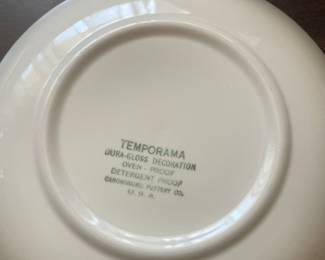 TEMPORAMA
DURA-GLOSS DECORATION
OVEN - PROOF
DETERGENT PROOF
CANONSBURG POTTERY CO.
U. S. A.